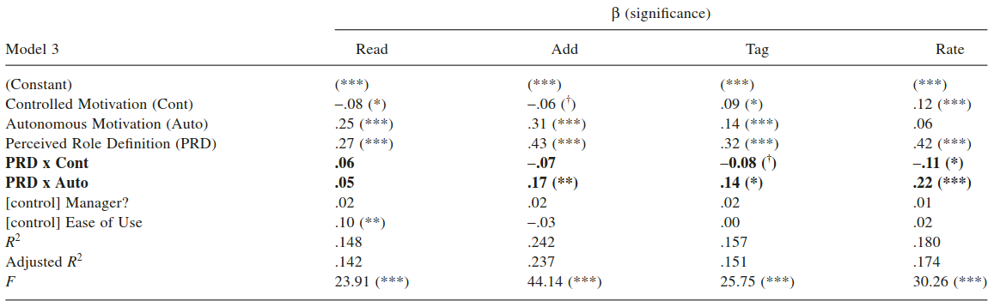 β (significance)
Model 3 Read Add Tag Rate
(Constant) (***) (***) (***) (***)
Controlled Motivation (Cont) –.08 (*) –.06 (†) .09 (*) .12 (***)
Autonomous Motivation (Auto) .25 (***) .31 (***) .14 (***) .06
Perceived Role Definition (PRD) .27 (***) .43 (***) .32 (***) .42 (***)
PRD x Cont .06 –.07 –0.08 (†) –.11 (*)
PRD x Auto .05 .17 (**) .14 (*) .22 (***)
[control] Manager? .02 .02 .02 .01
[control] Ease of Use .10 (**) –.03 .00 .02
R² .148 .242 .157 .180
Adjusted R² .142 .237 .151 .174
F 23.91 (***) 44.14 (***) 25.75 (***) 30.26 (***)